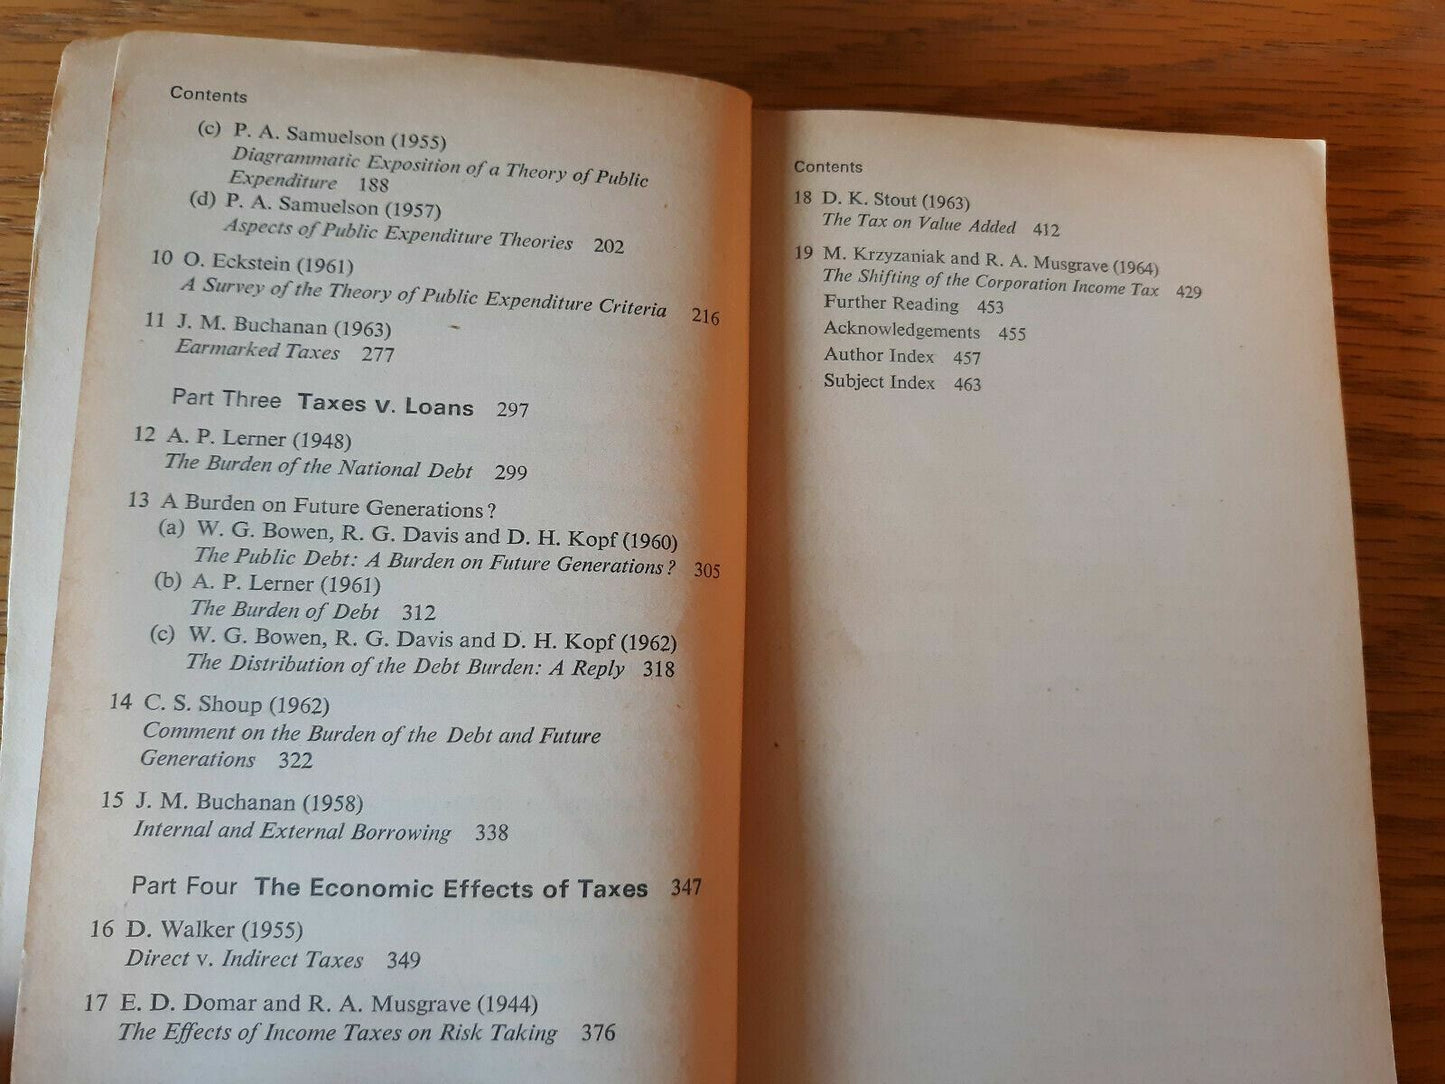 Contents
(c) P. A. Samuelson (1955)
Diagrammatic Exposition of a Theory of Public
Expenditure 188
(d) P. A. Samuelson (1957)
Aspects of Public Expenditure Theories 202
10 O. Eckstein (1961)
A Survey of the Theory of Public Expenditure Criteria 216
11 J. M. Buchanan (1963)
Earmarked Taxes 277
Part Three Taxes v. Loans 297
12 A. P. Lerner (1948)
The Burden of the National Debt 299
13 A Burden on Future Generations?
(a) W. G. Bowen, R. G. Davis and D. H. Kopf (1960)
The Public Debt: A Burden on Future Generations? 305
(b) A. P. Lerner (1961)
The Burden of Debt 312
(c) W. G. Bowen, R. G. Davis and D. H. Kopf (1962)
The Distribution of the Debt Burden: A Reply 318
14 C. S. Shoup (1962)
Comment on the Burden of the Debt and Future
Generations 322
15 J. M. Buchanan (1958)
Internal and External Borrowing 338
Part Four The Economic Effects of Taxes 347
16 D. Walker (1955)
Direct v. Indirect Taxes 349
17 E. D. Domar and R. A. Musgrave (1944)
The Effects of Income Taxes on Risk Taking 376
Contents
18 D. K. Stout (1963)
The Tax on Value Added 412
19 M. Krzyzaniak and R. A. Musgrave (1964)
The Shifting of the Corporation Income Tax 429
Further Reading 453
Acknowledgements 455
Author Index 457
Subject Index 463